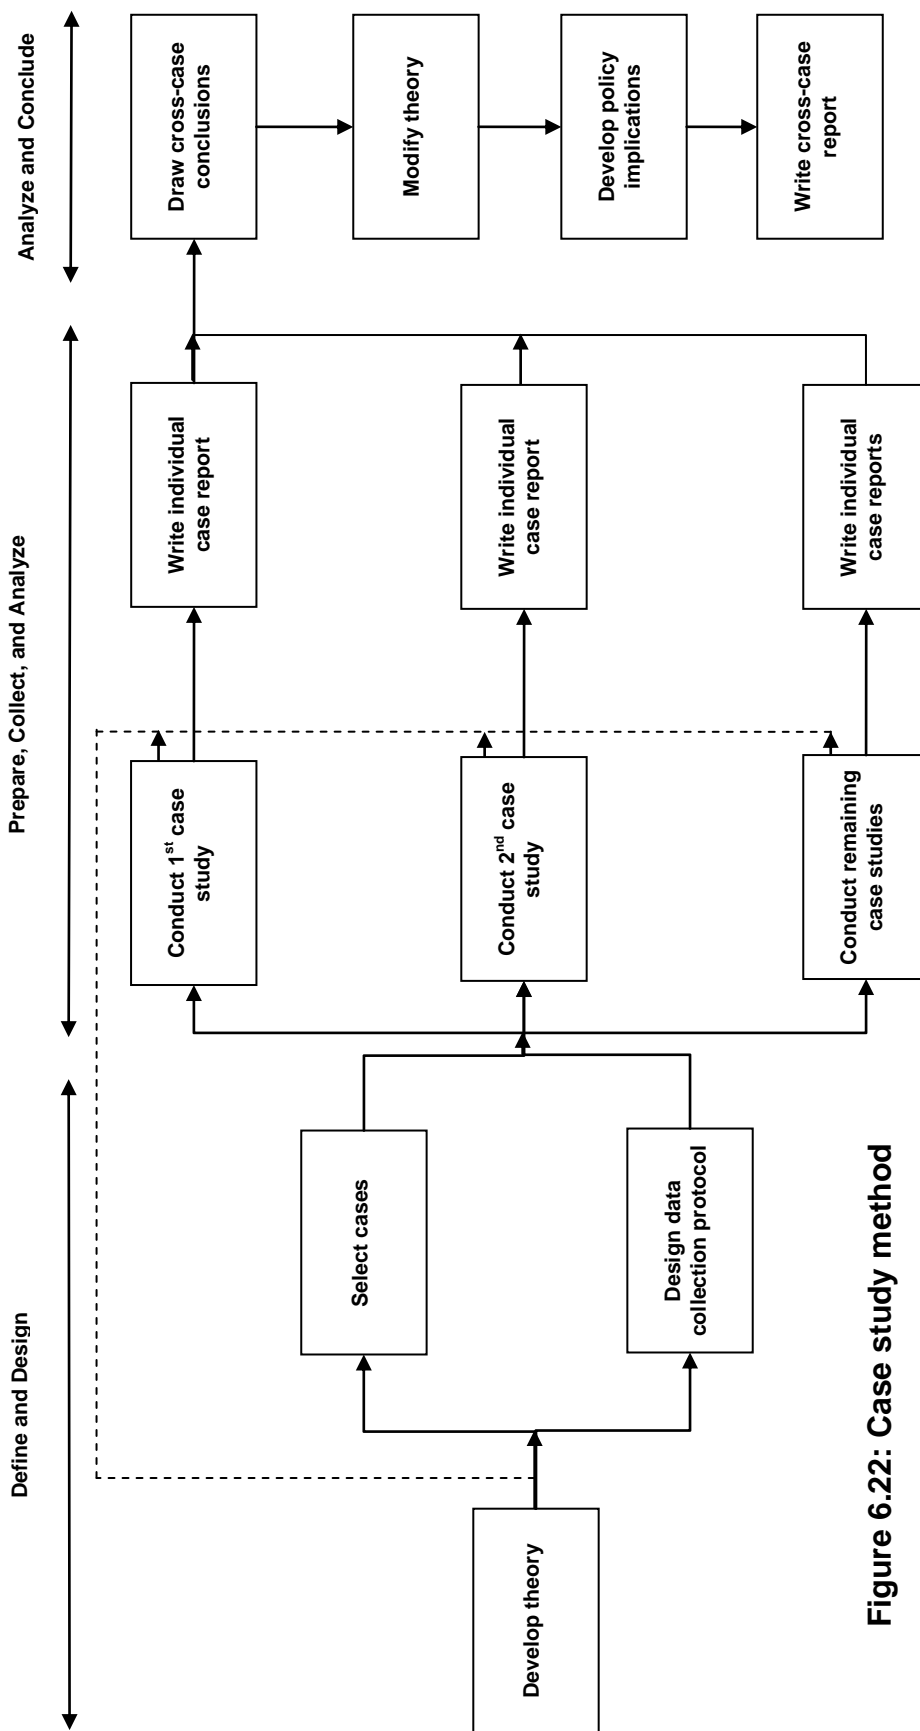 Define and Design
Prepare, Collect, and Analyze
Analyze and Conclude
Develop theory
Select cases
Design data
collection protocol
Conduct 1st case
study
Conduct 2nd case
study
Conduct remaining
case studies
Write individual
case report
Write individual
case report
Write individual
case reports
Draw cross-case
conclusions
Modify theory
Develop policy
implications
Write cross-case
report
Figure 6.22: Case study method